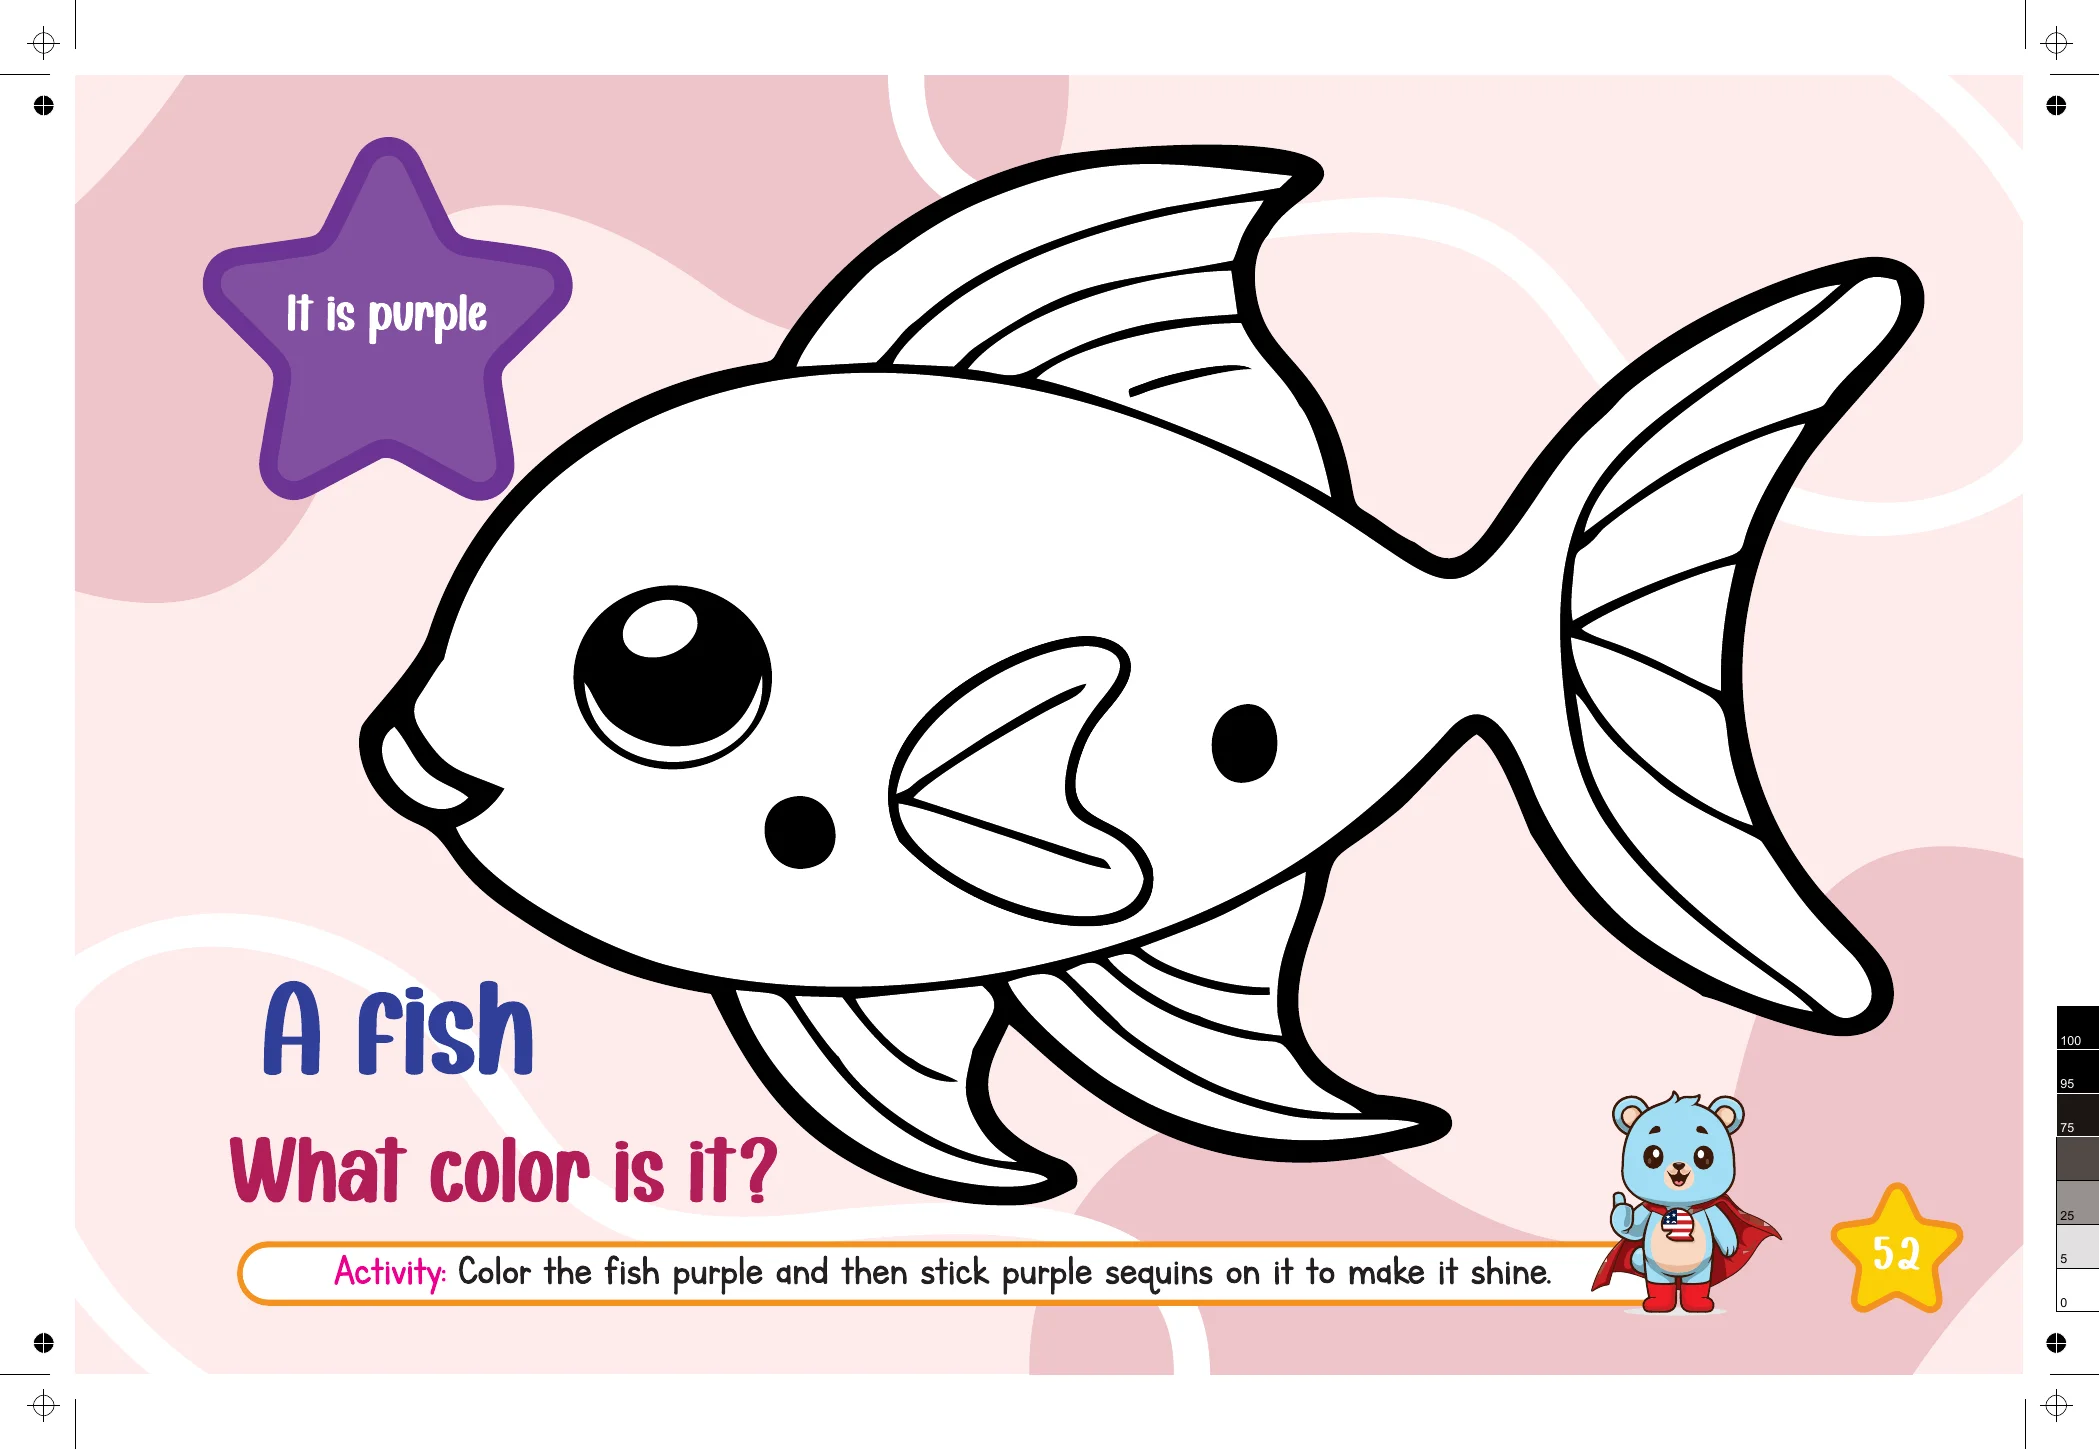 It is purple
A fish
What color is it?
Activity: Color the fish purple and then stick purple sequins on it to make it shine.
52
100
95
75
25
5
0